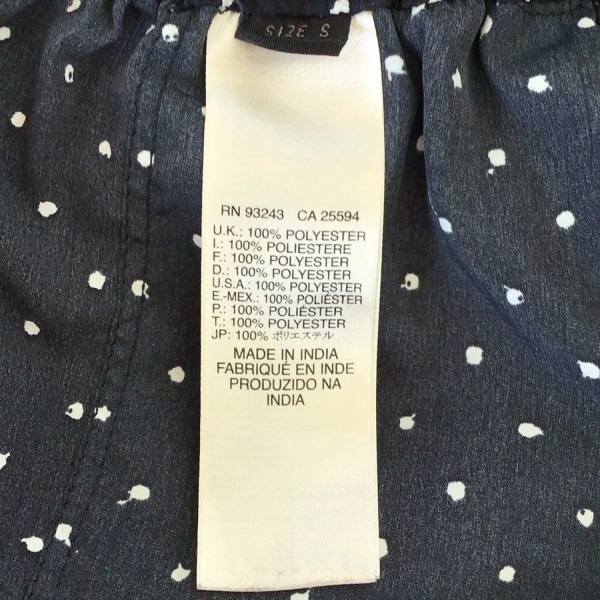 SIZE S
RN 93243 CA 25594
U.K.: 100% POLYESTER
I.: 100% POLIESTERE
F.: 100% POLYESTER
D.: 100% POLYESTER
U.S.A.: 100% POLYESTER
E.-MEX.: 100% POLIÉSTER
P.: 100% POLIÉSTER
T.: 100% POLYESTER
JP: 100% ポリエステル
MADE IN INDIA
FABRIQUÉ EN INDE
PRODUZIDO NA
INDIA